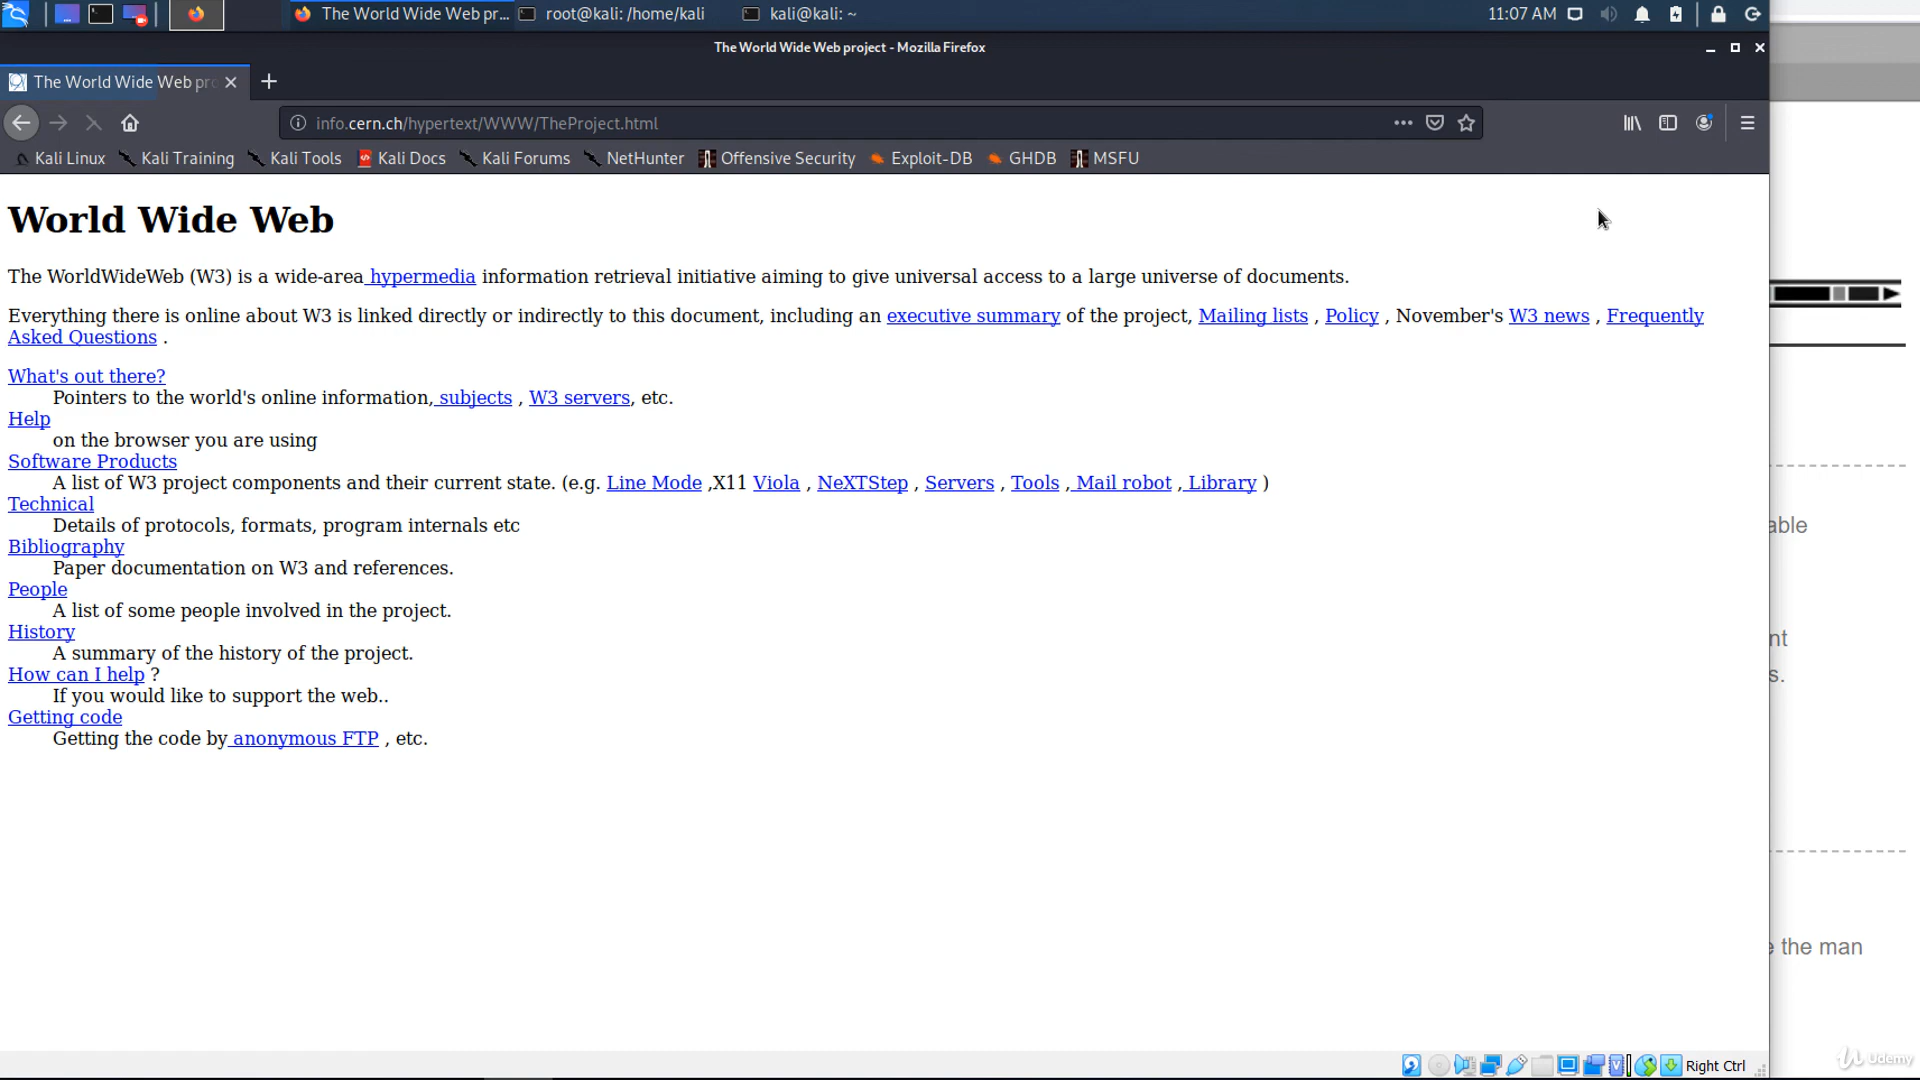 The World Wide Web pr... root@kali: /home/kali kali@kali: ~ 11:07 AM
The World Wide Web project - Mozilla Firefox
The World Wide Web pro
info.cern.ch/hypertext/WWW/TheProject.html
Kali Linux Kali Training Kali Tools Kali Docs Kali Forums NetHunter Offensive Security Exploit-DB GHDB MSFU
World Wide Web
The WorldWideWeb (W3) is a wide-area hypermedia information retrieval initiative aiming to give universal access to a large universe of documents.
Everything there is online about W3 is linked directly or indirectly to this document, including an executive summary of the project, Mailing lists , Policy , November's W3 news , Frequently
Asked Questions .
What's out there?
Pointers to the world's online information, subjects , W3 servers, etc.
Help
on the browser you are using
Software Products
A list of W3 project components and their current state. (e.g. Line Mode ,X11 Viola , NeXTStep , Servers , Tools , Mail robot , Library )
able
Technical
Details of protocols, formats, program internals etc
Bibliography
Paper documentation on W3 and references.
People
A list of some people involved in the project.
History
nt
A summary of the history of the project.
How can I help ?
s.
If you would like to support the web..
Getting code
Getting the code by anonymous FTP , etc.
e the man
Right Ctrl
Udemy